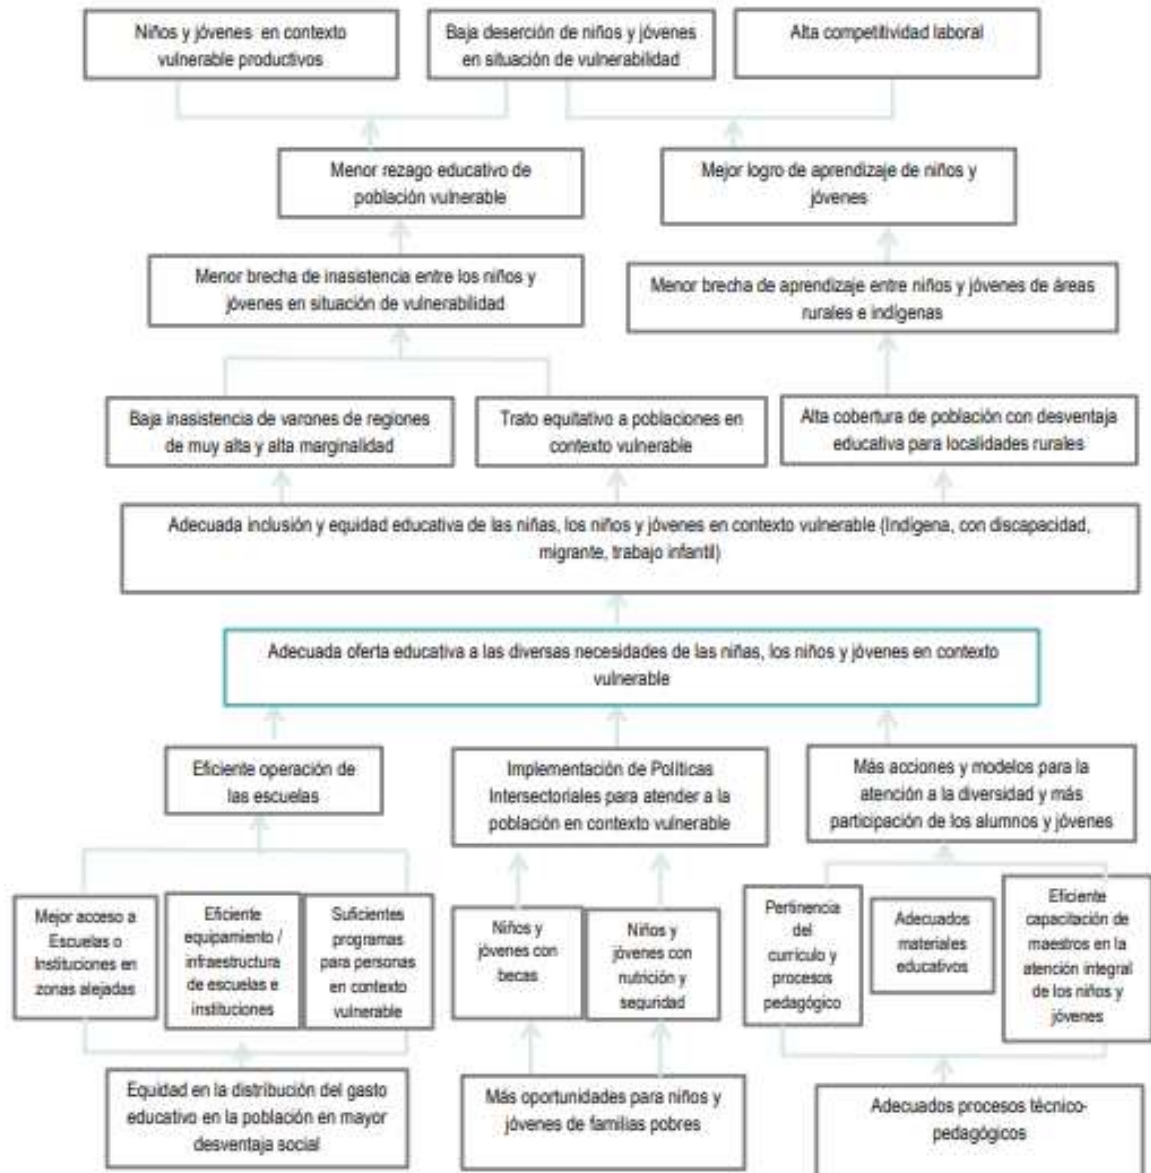 Niños y jóvenes en contexto
vulnerable productivos
Baja deserción de niños y jóvenes
en situación de vulnerabilidad
Alta competitividad laboral
Menor rezago educativo de
población vulnerable
Mejor logro de aprendizaje de niños y
jóvenes
Menor brecha de inasistencia entre los niños y
jóvenes en situación de vulnerabilidad
Menor brecha de aprendizaje entre niños y jóvenes de áreas
rurales e indígenas
Baja inasistencia de varones de regiones
de muy alta y alta marginalidad
Trato equitativo a poblaciones en
contexto vulnerable
Alta cobertura de población con desventaja
educativa para localidades rurales
Adecuada inclusión y equidad educativa de las niñas, los niños y jóvenes en contexto vulnerable (Indígena, con discapacidad,
migrante, trabajo infantil)
Adecuada oferta educativa a las diversas necesidades de las niñas, los niños y jóvenes en contexto
vulnerable
Eficiente operación de
las escuelas
Implementación de Políticas
Intersectoriales para atender a la
población en contexto vulnerable
Más acciones y modelos para la
atención a la diversidad y más
participación de los alumnos y jóvenes
Mejor acceso a
Escuelas o
Instituciones en
zonas alejadas
Eficiente
equipamiento /
infraestructura
de escuelas e
instituciones
Suficientes
programas
para personas
en contexto
vulnerable
Niños y
jóvenes con
becas
Niños y
jóvenes con
nutrición y
seguridad
Pertinencia
del
currículo y
procesos
pedagógico
Adecuados
materiales
educativos
Eficiente
capacitación de
maestros en la
atención integral
de los niños y
jóvenes
Equidad en la distribución del gasto
educativo en la población en mayor
desventaja social
Más oportunidades para niños y
jóvenes de familias pobres
Adecuados procesos técnico-
pedagógicos